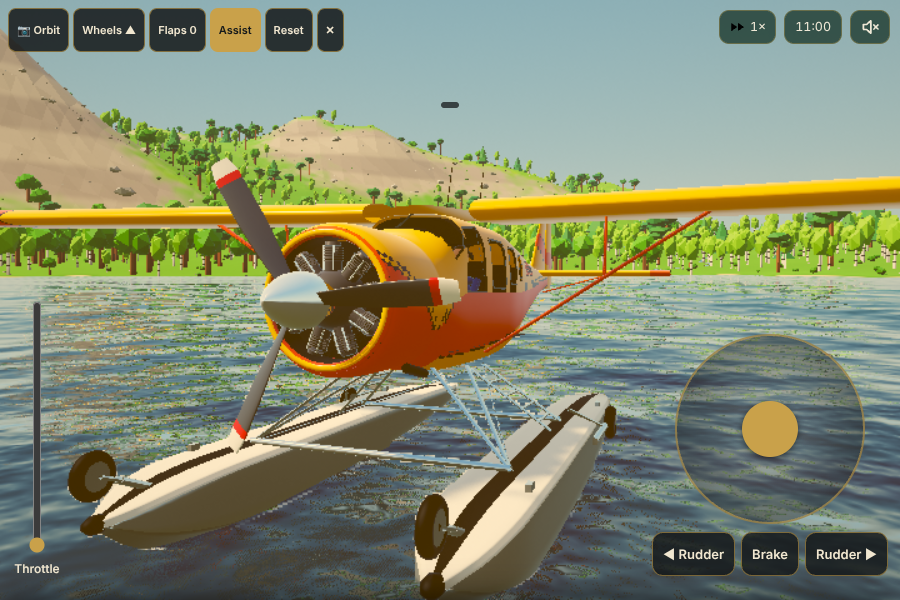 📷 Orbit
Wheels ▲
Flaps 0
Assist
Reset
×
▶▶ 1×
11:00
Throttle
◀ Rudder
Brake
Rudder ▶